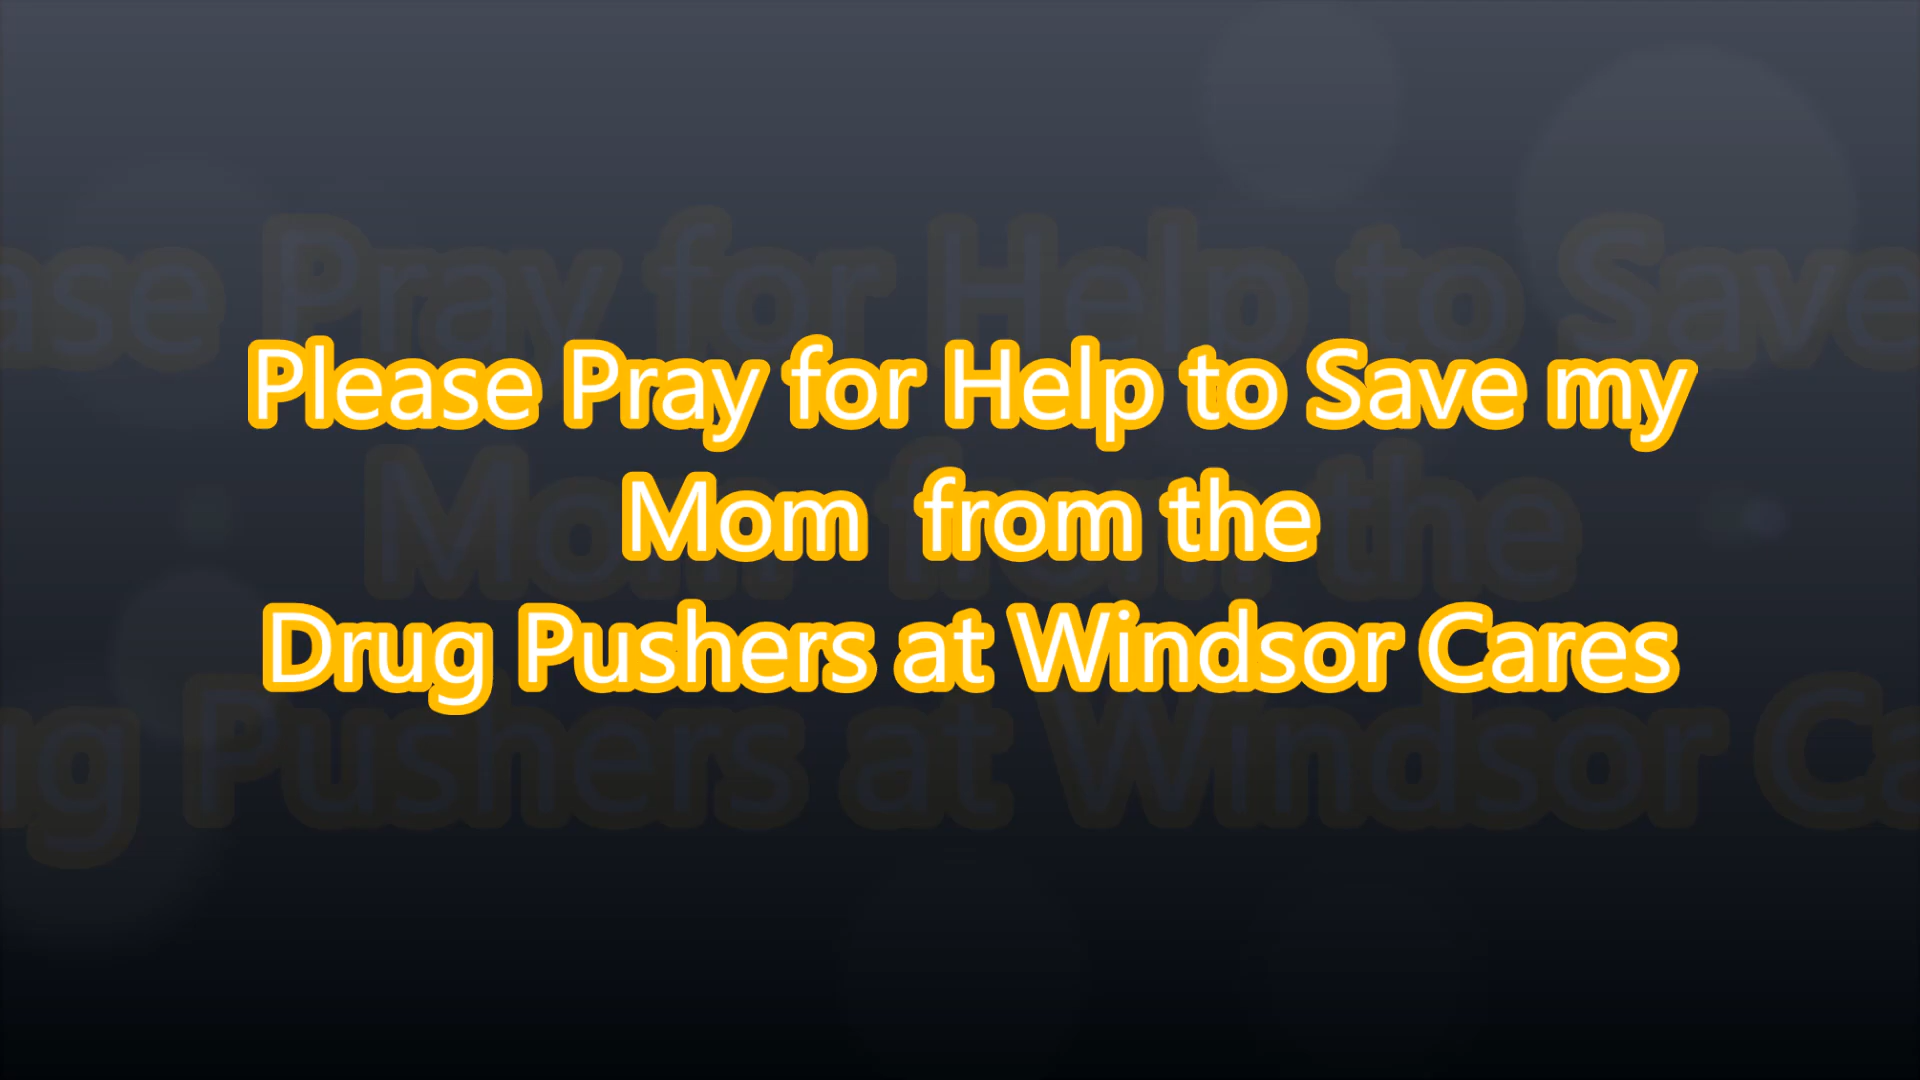 Please Pray for Help to Save my
Mom  from the
Drug Pushers at Windsor Cares